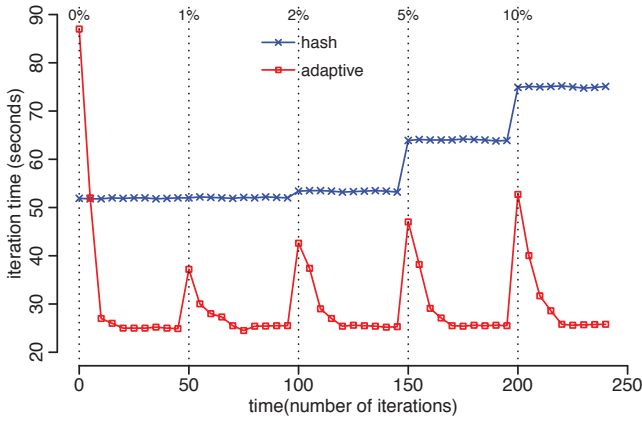 0% 1% 2% 5% 10%
hash
adaptive
90
80
70
60
50
40
30
20
iteration time (seconds)
0 50 100 150 200 250
time(number of iterations)